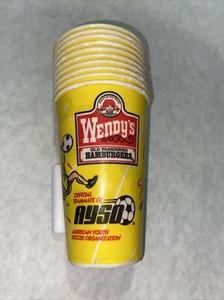 WENDY'S
OLD FASHIONED
HAMBURGERS
OFFICIAL
TEAMMATE OF
AYSO
AMERICAN YOUTH
SOCCER ORGANIZATION